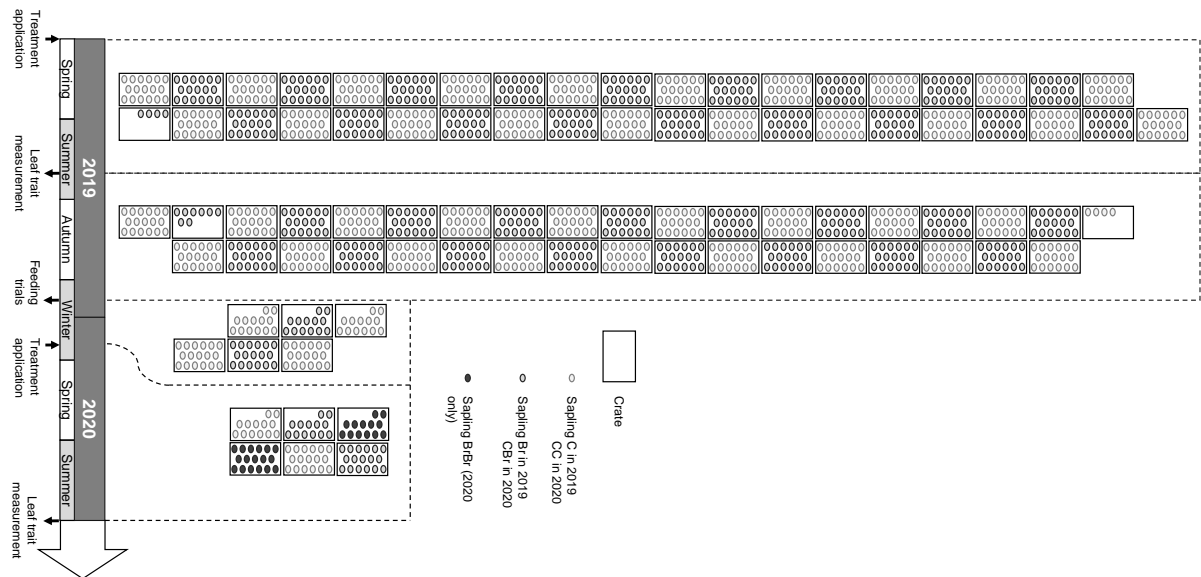 Treatment
application
Leaf trait
measurement
Feeding
trials
Treatment
application
Leaf trait
measurement
Spring
Summer
Autumn
Winter
Spring
Summer
2019
2020
Crate
Sapling C in 2019
CC in 2020
Sapling Br in 2019
CBr in 2020
Sapling BrBr (2020
only)